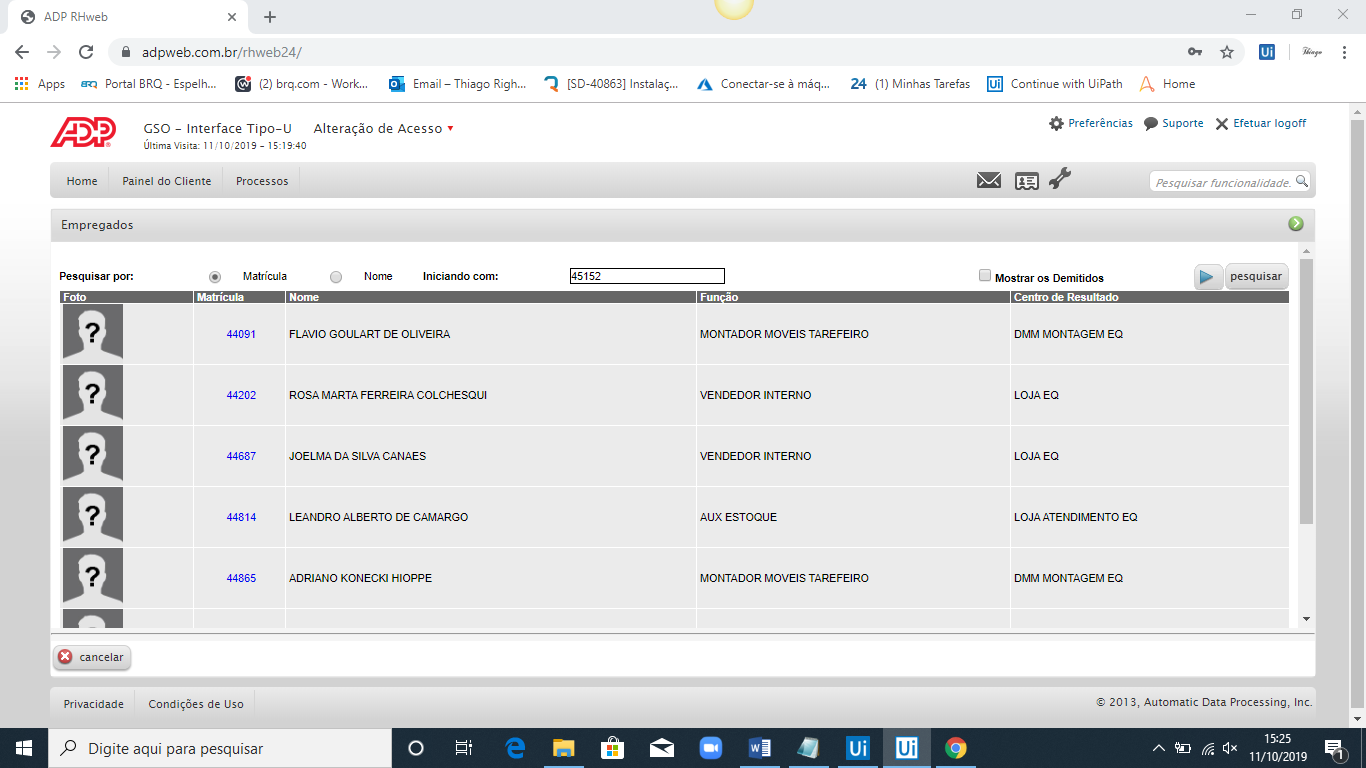 ADP RHweb
adpweb.com.br/rhweb24/
Apps Portal BRQ - Espelh... (2) brq.com - Work... Email – Thiago Righ... [SD-40863] Instalaç... Conectar-se à máq... 24 (1) Minhas Tarefas Ui Continue with UiPath Home
ADP GSO - Interface Tipo-U Alteração de Acesso Preferências Suporte Efetuar logoff
Última Visita: 11/10/2019 - 15:19:40
Home Painel do Cliente Processos Pesquisar funcionalidade.
Empregados
Pesquisar por: Matrícula Nome Iniciando com: 45152 Mostrar os Demitidos pesquisar
Foto Matrícula Nome Função Centro de Resultado
? 44091 FLAVIO GOULART DE OLIVEIRA MONTADOR MOVEIS TAREFEIRO DMM MONTAGEM EQ
? 44202 ROSA MARTA FERREIRA COLCHESQUI VENDEDOR INTERNO LOJA EQ
? 44687 JOELMA DA SILVA CANAES VENDEDOR INTERNO LOJA EQ
? 44814 LEANDRO ALBERTO DE CAMARGO AUX ESTOQUE LOJA ATENDIMENTO EQ
? 44865 ADRIANO KONECKI HIOPPE MONTADOR MOVEIS TAREFEIRO DMM MONTAGEM EQ
cancelar
Privacidade Condições de Uso © 2013, Automatic Data Processing, Inc.
Digite aqui para pesquisar Ui Ui 15:25
11/10/2019 1